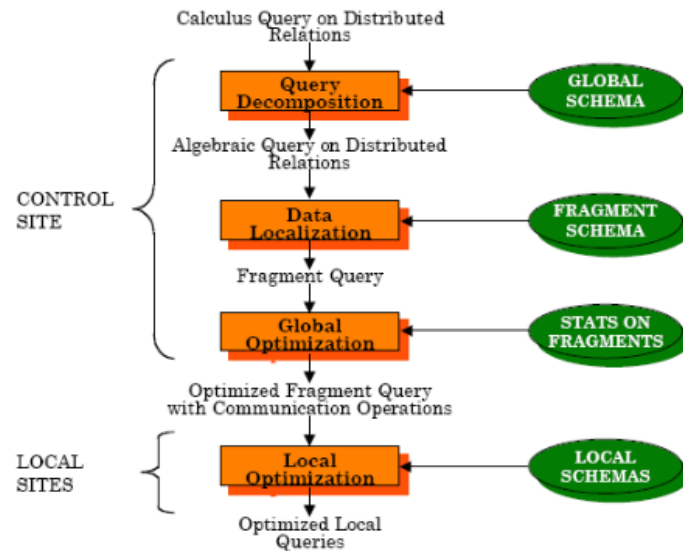 Calculus Query on Distributed
Relations
Query
Decomposition
GLOBAL
SCHEMA
Algebraic Query on Distributed
Relations
CONTROL
SITE
Data
Localization
FRAGMENT
SCHEMA
Fragment Query
Global
Optimization
STATS ON
FRAGMENTS
Optimized Fragment Query
with Communication Operations
LOCAL
SITES
Local
Optimization
LOCAL
SCHEMAS
Optimized Local
Queries